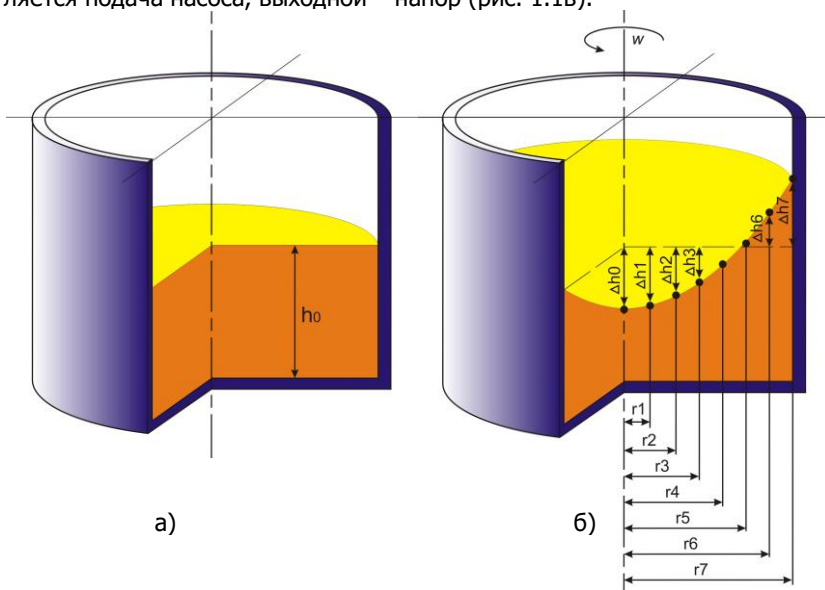 ляется подача насоса, выходной – напор (рис. 1.1в).
w
h0
Δh0
Δh1
Δh2
Δh3
Δh6
Δh7
r1
r2
r3
r4
r5
r6
r7
а)
б)